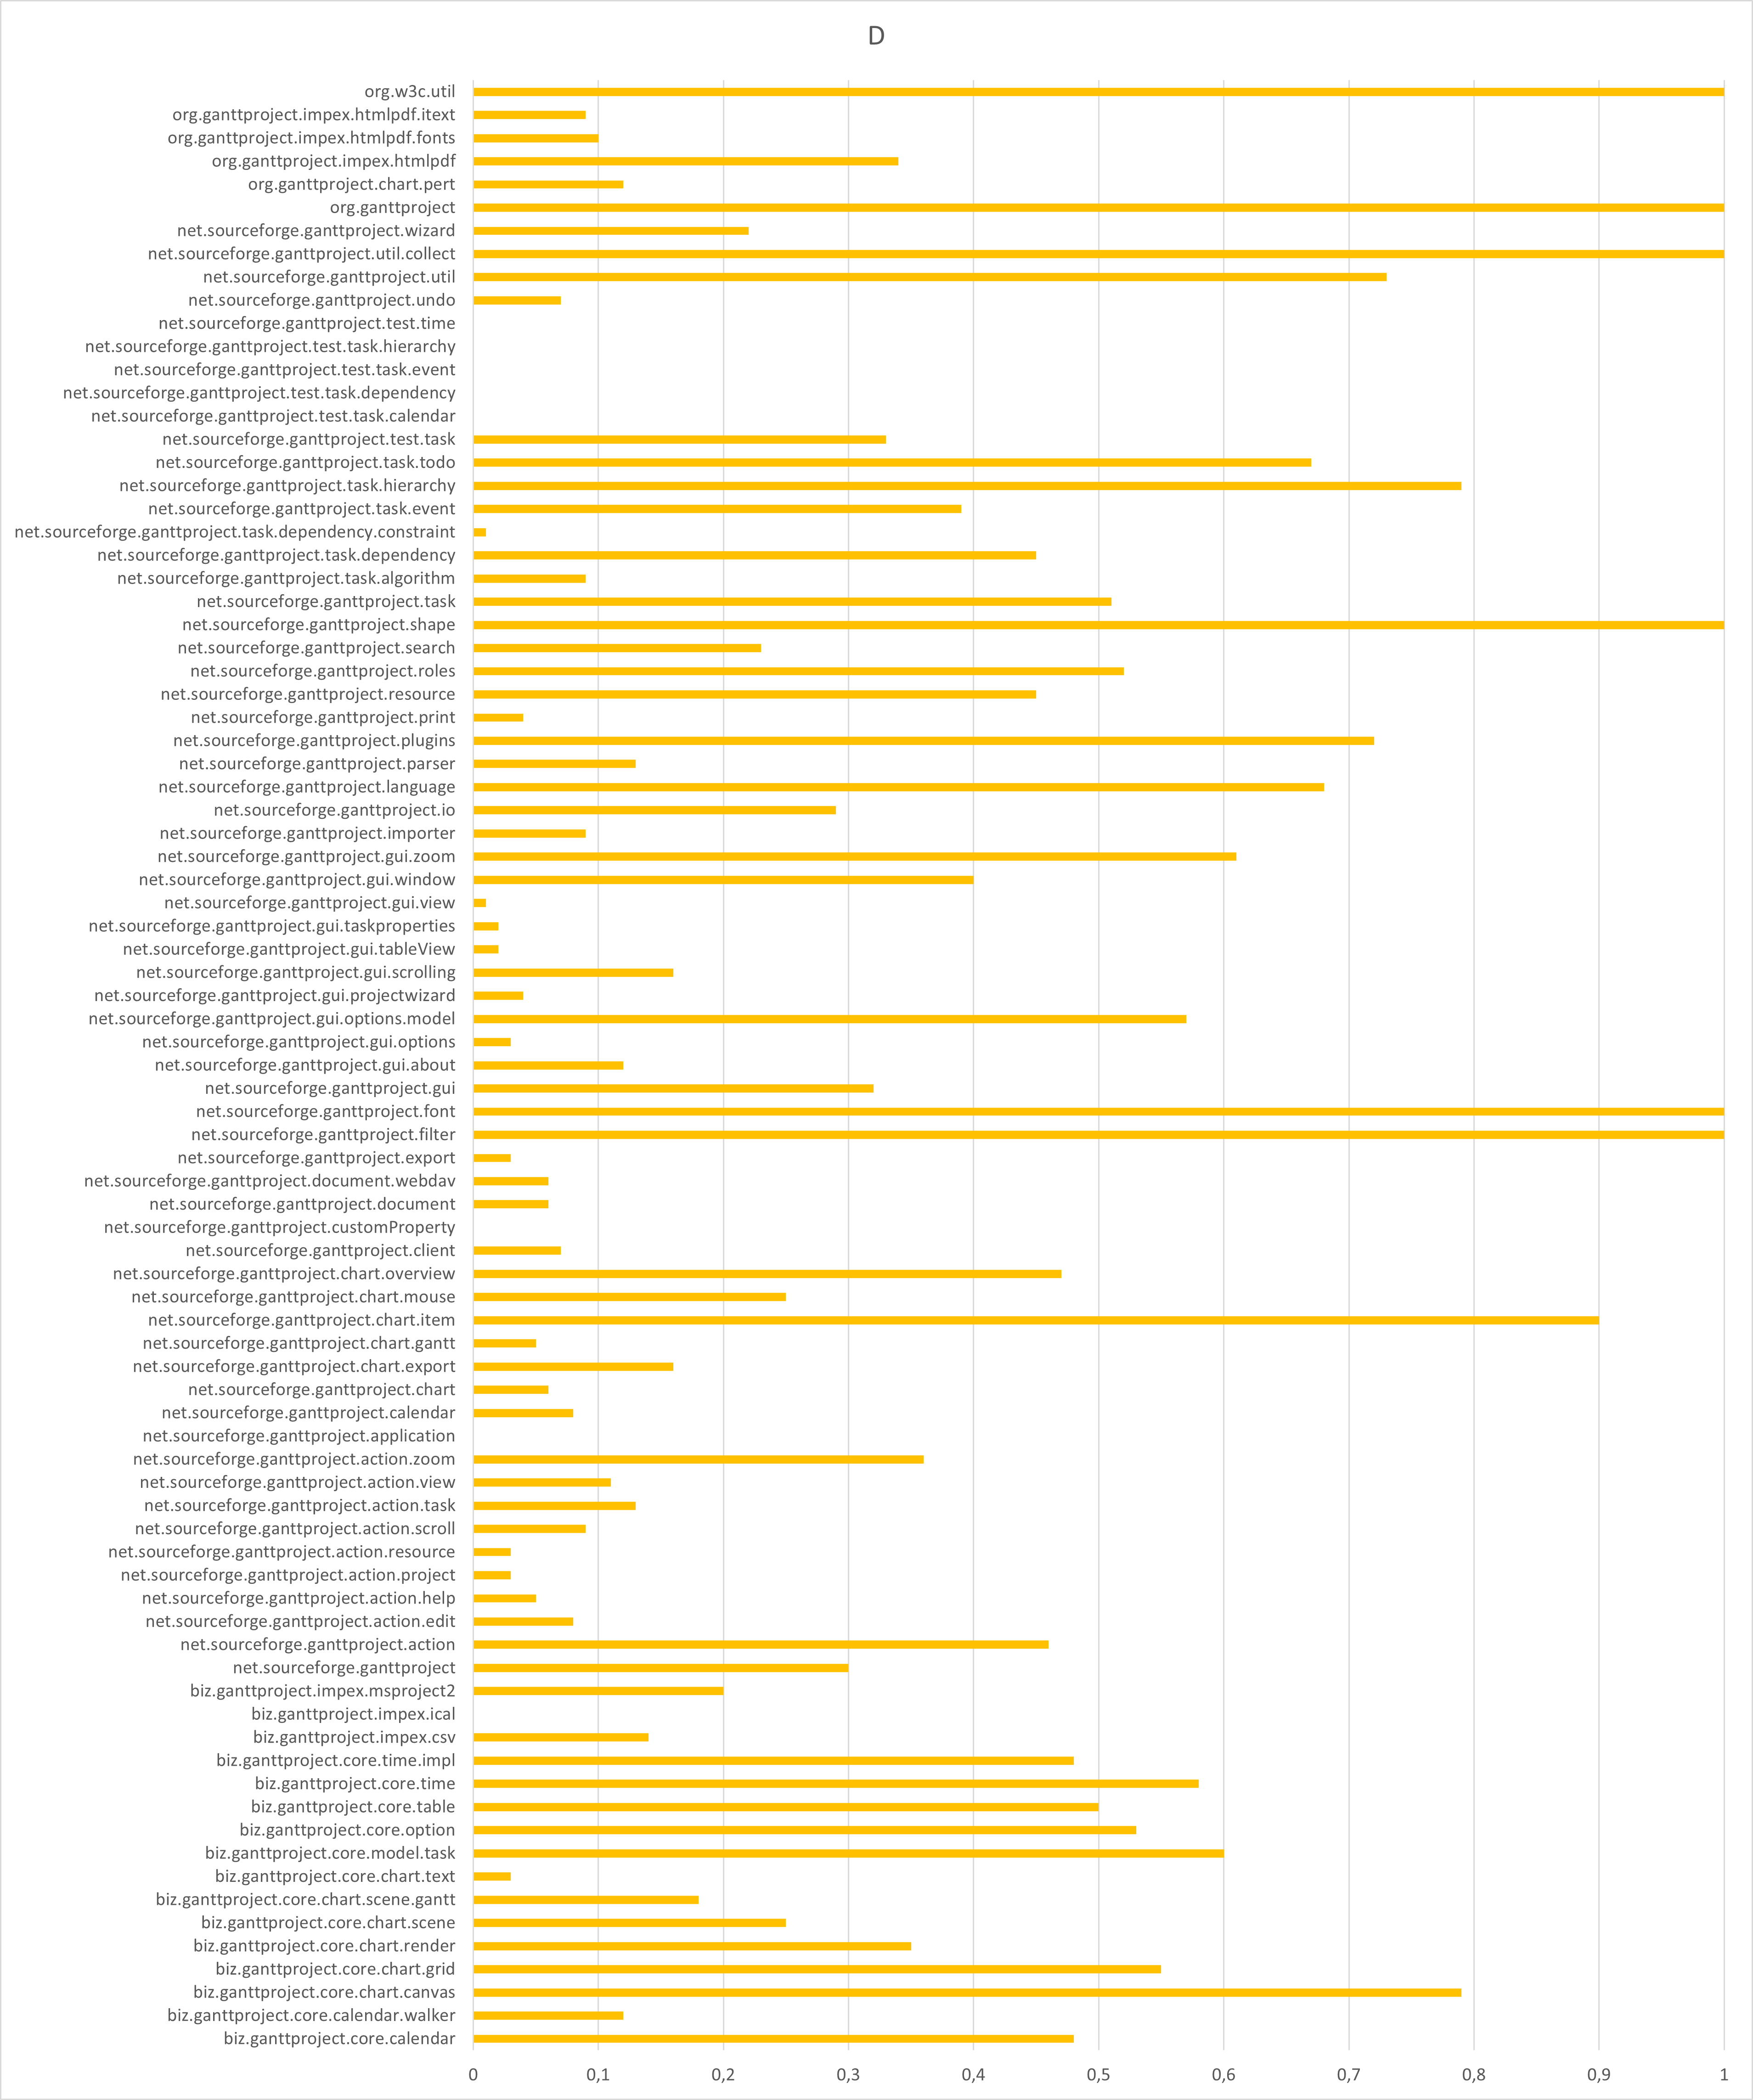 D
org.w3c.util
org.ganttproject.impex.htmlpdf.itext
org.ganttproject.impex.htmlpdf.fonts
org.ganttproject.impex.htmlpdf
org.ganttproject.chart.pert
org.ganttproject
net.sourceforge.ganttproject.wizard
net.sourceforge.ganttproject.util.collect
net.sourceforge.ganttproject.util
net.sourceforge.ganttproject.undo
net.sourceforge.ganttproject.test.time
net.sourceforge.ganttproject.test.task.hierarchy
net.sourceforge.ganttproject.test.task.event
net.sourceforge.ganttproject.test.task.dependency
net.sourceforge.ganttproject.test.task.calendar
net.sourceforge.ganttproject.test.task
net.sourceforge.ganttproject.task.todo
net.sourceforge.ganttproject.task.hierarchy
net.sourceforge.ganttproject.task.event
net.sourceforge.ganttproject.task.dependency.constraint
net.sourceforge.ganttproject.task.dependency
net.sourceforge.ganttproject.task.algorithm
net.sourceforge.ganttproject.task
net.sourceforge.ganttproject.shape
net.sourceforge.ganttproject.search
net.sourceforge.ganttproject.roles
net.sourceforge.ganttproject.resource
net.sourceforge.ganttproject.print
net.sourceforge.ganttproject.plugins
net.sourceforge.ganttproject.parser
net.sourceforge.ganttproject.language
net.sourceforge.ganttproject.io
net.sourceforge.ganttproject.importer
net.sourceforge.ganttproject.gui.zoom
net.sourceforge.ganttproject.gui.window
net.sourceforge.ganttproject.gui.view
net.sourceforge.ganttproject.gui.taskproperties
net.sourceforge.ganttproject.gui.tableView
net.sourceforge.ganttproject.gui.scrolling
net.sourceforge.ganttproject.gui.projectwizard
net.sourceforge.ganttproject.gui.options.model
net.sourceforge.ganttproject.gui.options
net.sourceforge.ganttproject.gui.about
net.sourceforge.ganttproject.gui
net.sourceforge.ganttproject.font
net.sourceforge.ganttproject.filter
net.sourceforge.ganttproject.export
net.sourceforge.ganttproject.document.webdav
net.sourceforge.ganttproject.document
net.sourceforge.ganttproject.customProperty
net.sourceforge.ganttproject.client
net.sourceforge.ganttproject.chart.overview
net.sourceforge.ganttproject.chart.mouse
net.sourceforge.ganttproject.chart.item
net.sourceforge.ganttproject.chart.gantt
net.sourceforge.ganttproject.chart.export
net.sourceforge.ganttproject.chart
net.sourceforge.ganttproject.calendar
net.sourceforge.ganttproject.application
net.sourceforge.ganttproject.action.zoom
net.sourceforge.ganttproject.action.view
net.sourceforge.ganttproject.action.task
net.sourceforge.ganttproject.action.scroll
net.sourceforge.ganttproject.action.resource
net.sourceforge.ganttproject.action.project
net.sourceforge.ganttproject.action.help
net.sourceforge.ganttproject.action.edit
net.sourceforge.ganttproject.action
net.sourceforge.ganttproject
biz.ganttproject.impex.msproject2
biz.ganttproject.impex.ical
biz.ganttproject.impex.csv
biz.ganttproject.core.time.impl
biz.ganttproject.core.time
biz.ganttproject.core.table
biz.ganttproject.core.option
biz.ganttproject.core.model.task
biz.ganttproject.core.chart.text
biz.ganttproject.core.chart.scene.gantt
biz.ganttproject.core.chart.scene
biz.ganttproject.core.chart.render
biz.ganttproject.core.chart.grid
biz.ganttproject.core.chart.canvas
biz.ganttproject.core.calendar.walker
biz.ganttproject.core.calendar
0 0,1 0,2 0,3 0,4 0,5 0,6 0,7 0,8 0,9 1